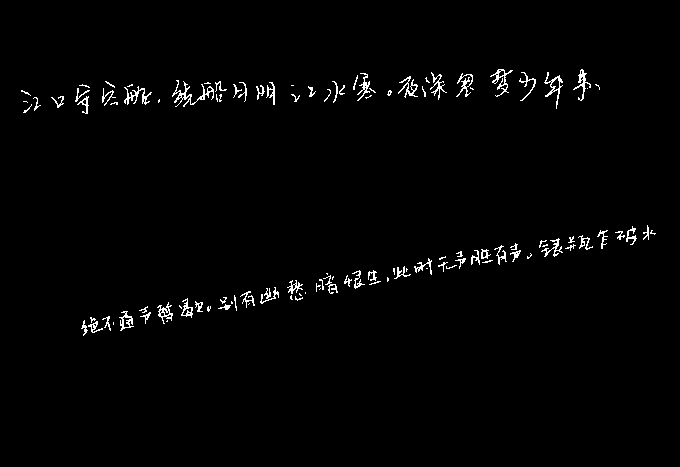 江口守空船,绕船月明江水寒。夜深忽梦少年事、
绝不通声暂歇。别有幽愁暗恨生,此时无声胜有声。银瓶乍破水